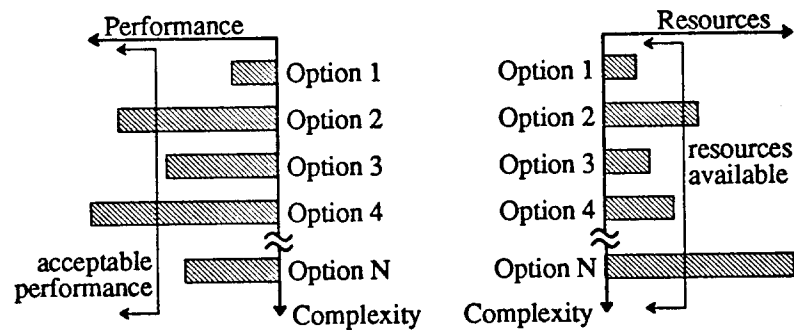 Performance
Option 1
Option 2
Option 3
Option 4
Option N
acceptable
performance
Complexity
Resources
Option 1
Option 2
Option 3
Option 4
Option N
resources
available
Complexity